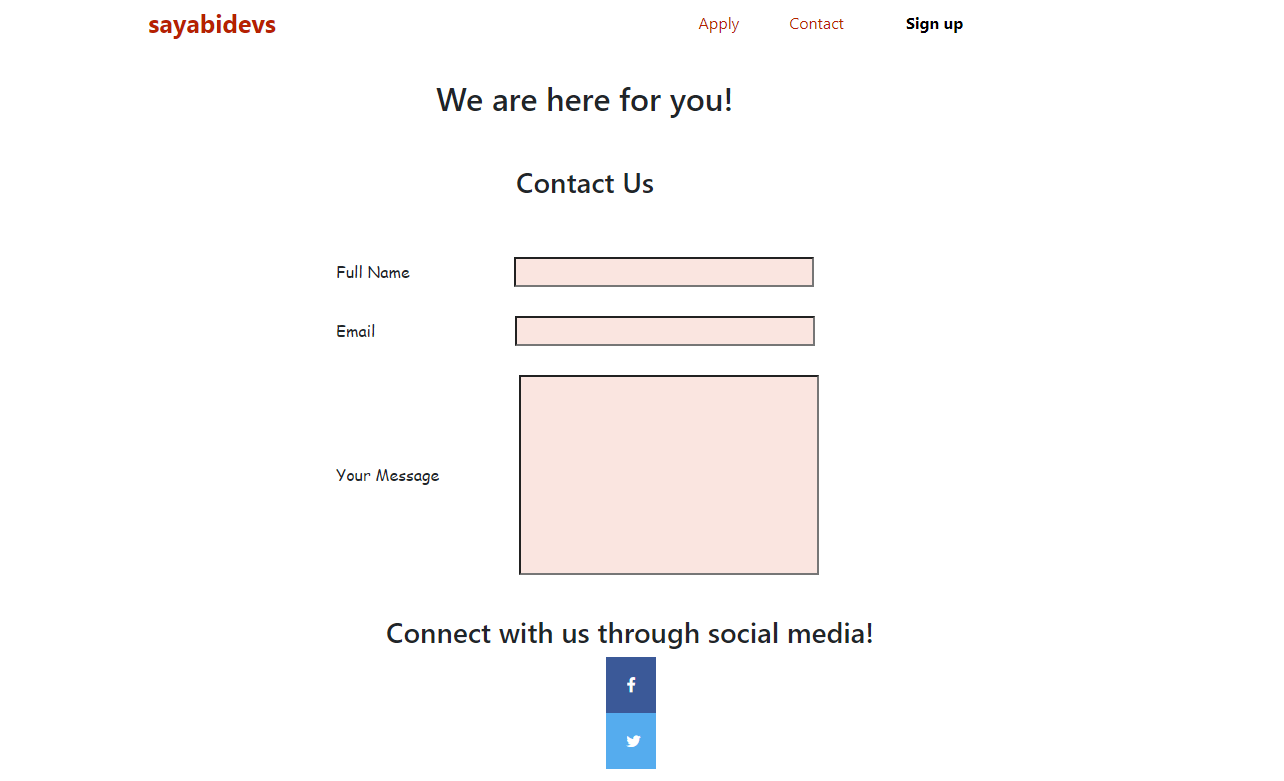 sayabidevs Apply Contact Sign up
We are here for you!
Contact Us
Full Name
Email
Your Message
Connect with us through social media!